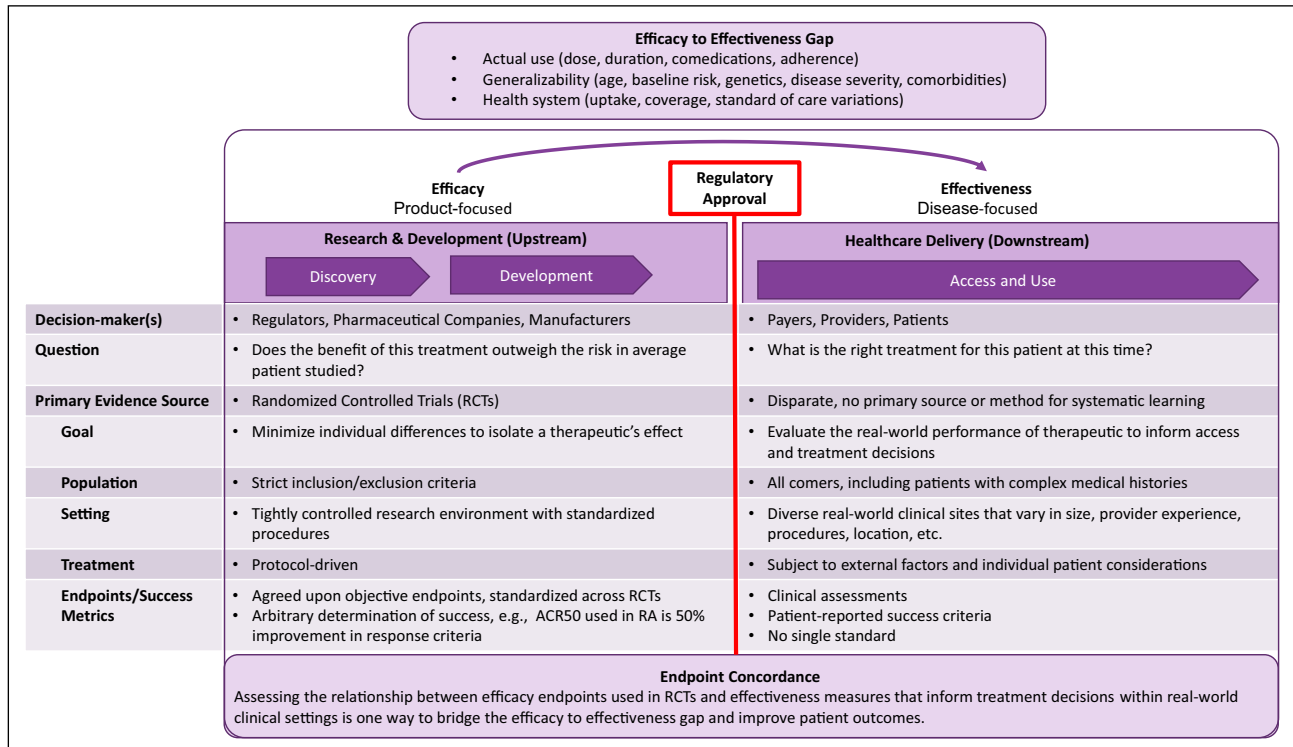 Efficacy to Effectiveness Gap
• Actual use (dose, duration, comedications, adherence)
• Generalizability (age, baseline risk, genetics, disease severity, comorbidities)
• Health system (uptake, coverage, standard of care variations)
Regulatory
Approval
Efficacy
Product-focused
Effectiveness
Disease-focused
Research & Development (Upstream)
Discovery
Development
Healthcare Delivery (Downstream)
Access and Use
Decision-maker(s)
• Regulators, Pharmaceutical Companies, Manufacturers
• Payers, Providers, Patients
Question
• Does the benefit of this treatment outweigh the risk in average
patient studied?
• What is the right treatment for this patient at this time?
Primary Evidence Source
• Randomized Controlled Trials (RCTs)
• Disparate, no primary source or method for systematic learning
Goal
• Minimize individual differences to isolate a therapeutic's effect
• Evaluate the real-world performance of therapeutic to inform access
and treatment decisions
Population
• Strict inclusion/exclusion criteria
• All comers, including patients with complex medical histories
Setting
• Tightly controlled research environment with standardized
procedures
• Diverse real-world clinical sites that vary in size, provider experience,
procedures, location, etc.
Treatment
• Protocol-driven
• Subject to external factors and individual patient considerations
Endpoints/Success
Metrics
• Agreed upon objective endpoints, standardized across RCTs
• Arbitrary determination of success, e.g., ACR50 used in RA is 50%
improvement in response criteria
• Clinical assessments
• Patient-reported success criteria
• No single standard
Endpoint Concordance
Assessing the relationship between efficacy endpoints used in RCTs and effectiveness measures that inform treatment decisions within real-world
clinical settings is one way to bridge the efficacy to effectiveness gap and improve patient outcomes.